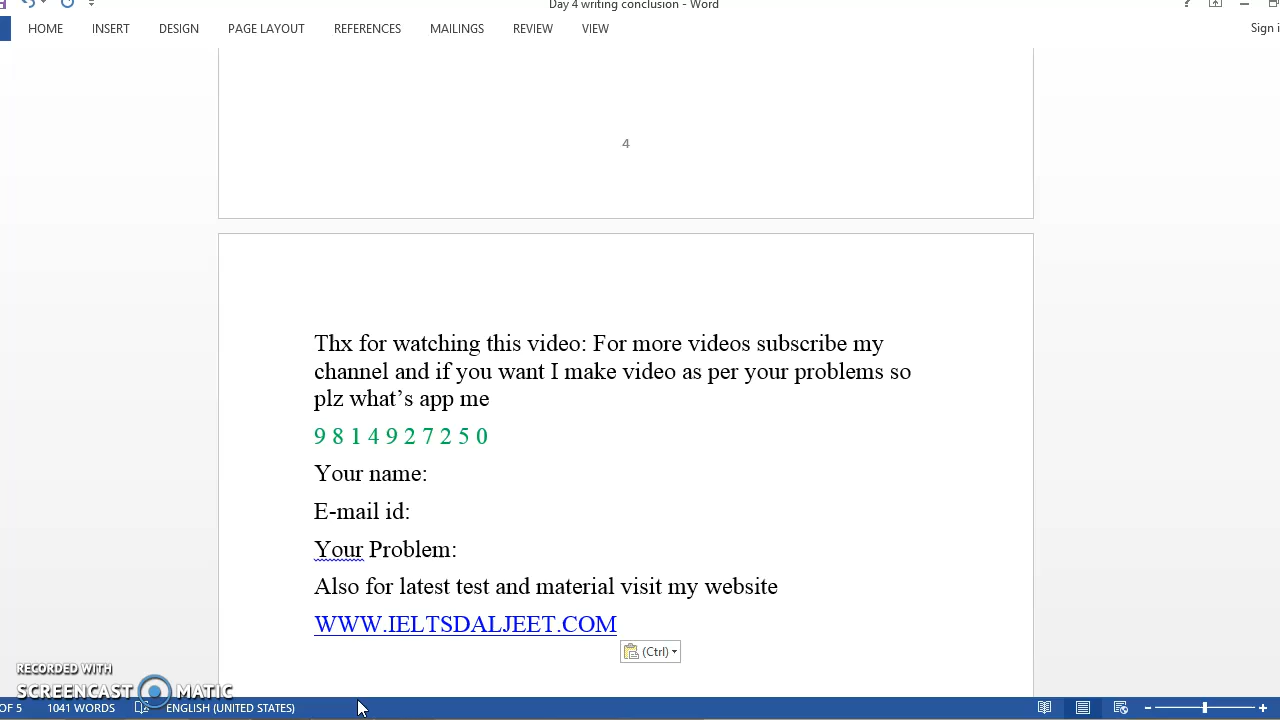 Day 4 writing conclusion - Word
HOME INSERT DESIGN PAGE LAYOUT REFERENCES MAILINGS REVIEW VIEW
Sign i
4
Thx for watching this video: For more videos subscribe my
channel and if you want I make video as per your problems so
plz what’s app me
9 8 1 4 9 2 7 2 5 0
Your name:
E-mail id:
Your Problem:
Also for latest test and material visit my website
WWW.IELTSDALJEET.COM
(Ctrl)
RECORDED WITH
SCREENCAST MATIC
OF 5 1041 WORDS ENGLISH (UNITED STATES)